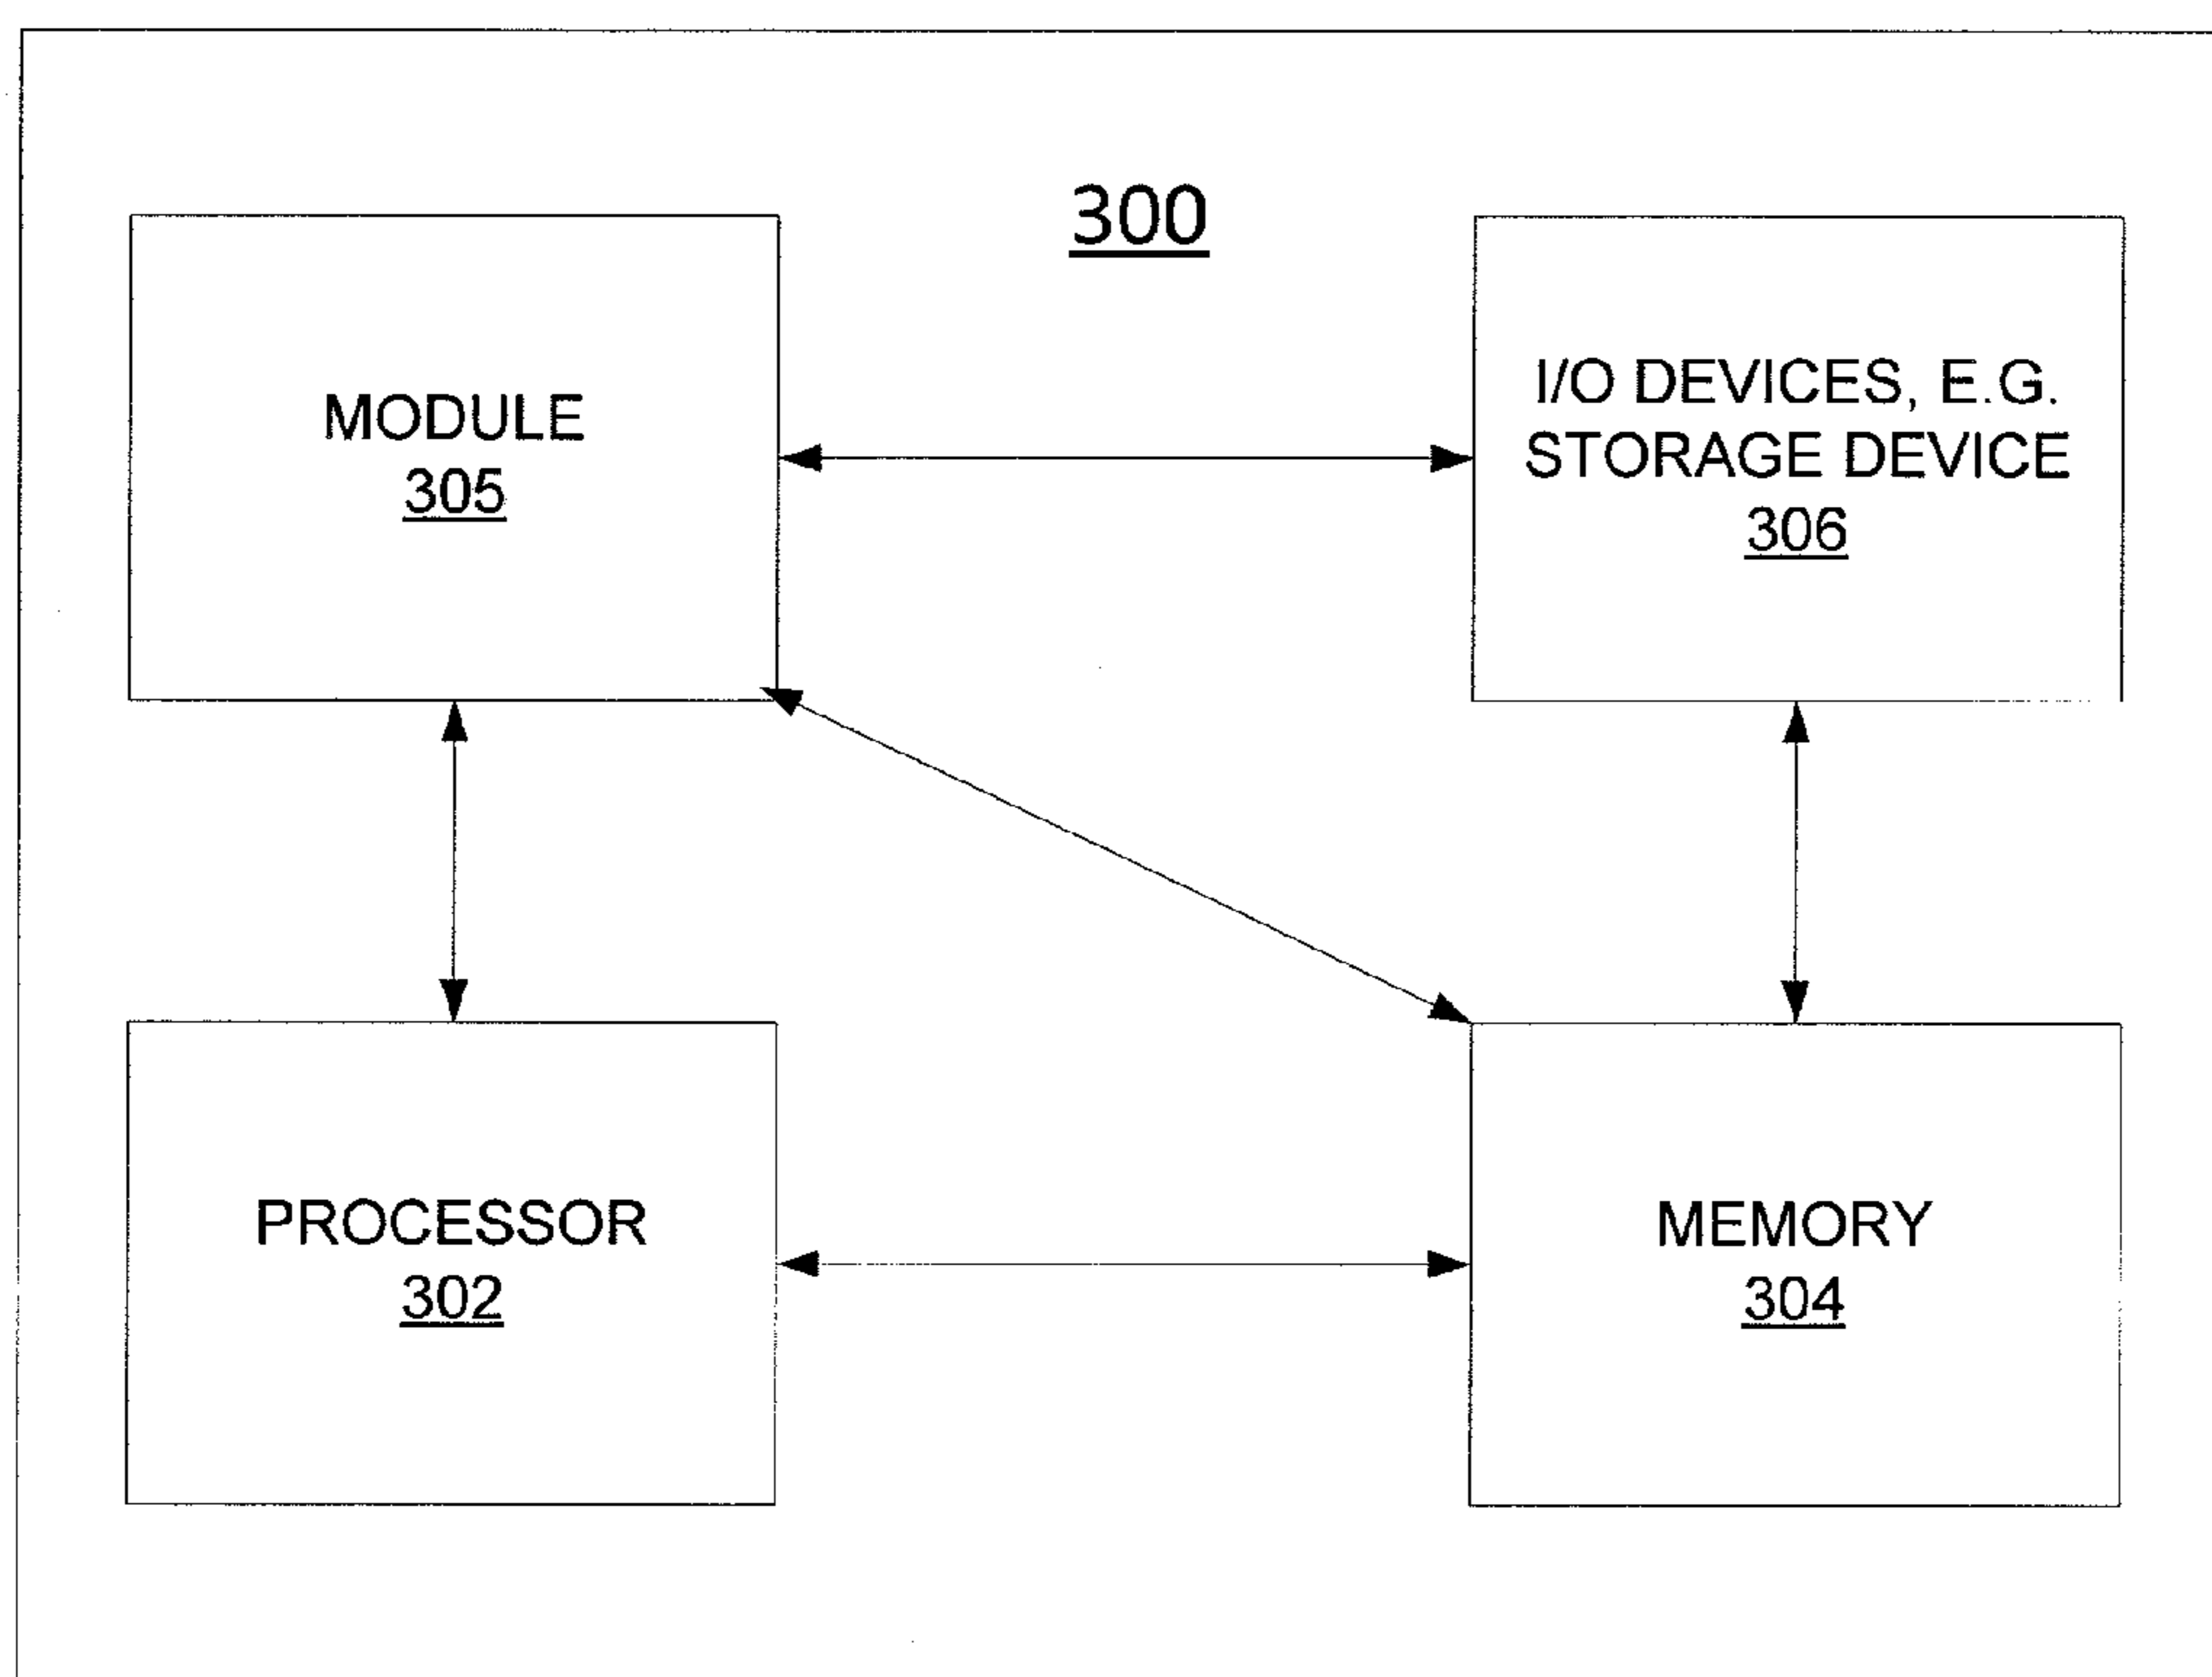 300
MODULE
305
I/O DEVICES, E.G.
STORAGE DEVICE
306
PROCESSOR
302
MEMORY
304